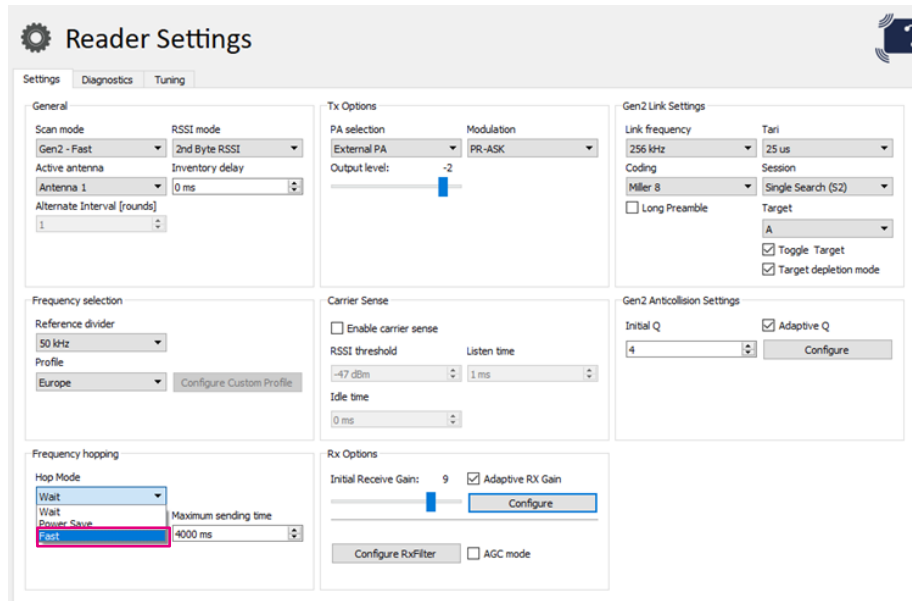 Reader Settings
Settings Diagnostics Tuning
General
Scan mode RSSI mode
Gen2 - Fast 2nd Byte RSSI
Active antenna Inventory delay
Antenna 1 0 ms
Alternate Interval [rounds]
1
Tx Options
PA selection Modulation
External PA PR-ASK
Output level: -2
Gen2 Link Settings
Link frequency Tari
256 kHz 25 us
Coding Session
Miller 8 Single Search (S2)
Long Preamble Target
A
Toggle Target
Target depletion mode
Frequency selection
Reference divider
50 kHz
Profile
Europe Configure Custom Profile
Carrier Sense
Enable carrier sense
RSSI threshold Listen time
-47 dBm 1 ms
Idle time
0 ms
Gen2 Anticollision Settings
Initial Q Adaptive Q
4 Configure
Frequency hopping
Hop Mode
Wait
Wait
Power Save
Fast
Maximum sending time
4000 ms
Rx Options
Initial Receive Gain: 9 Adaptive RX Gain
Configure
Configure RxFilter AGC mode